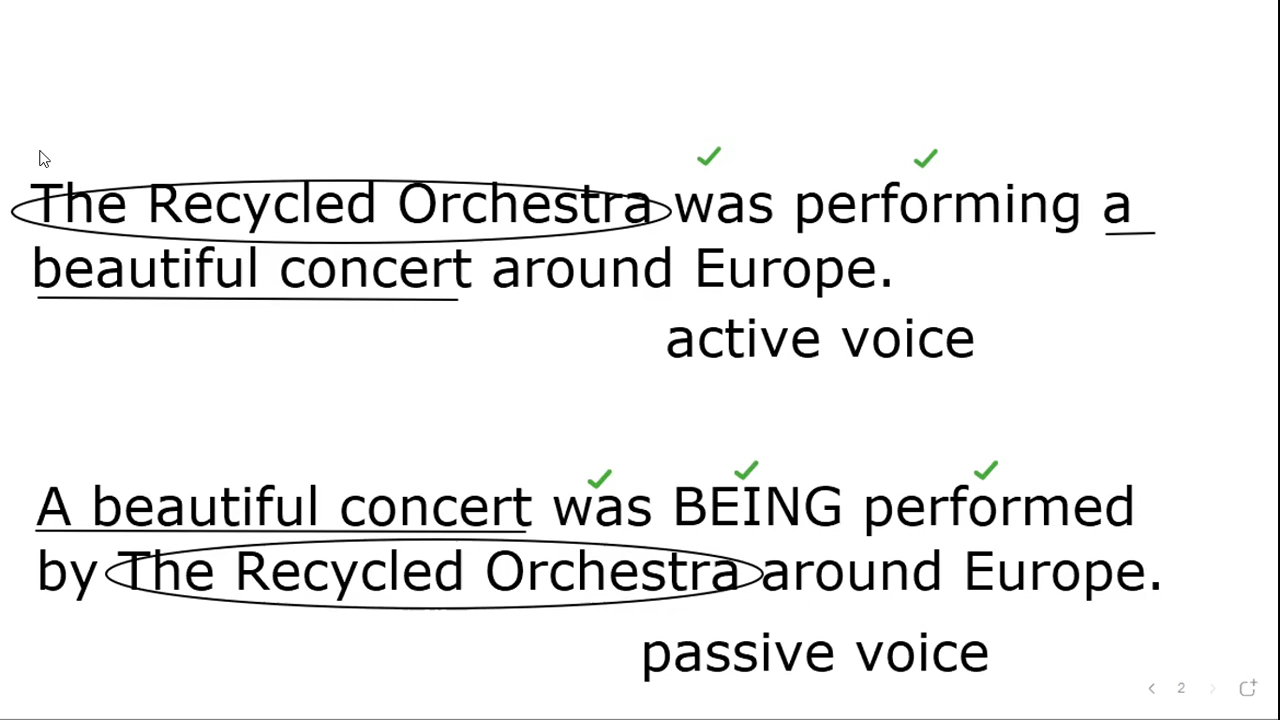 The Recycled Orchestra was performing a
beautiful concert around Europe.
active voice
A beautiful concert was BEING performed
by The Recycled Orchestra around Europe.
passive voice
2